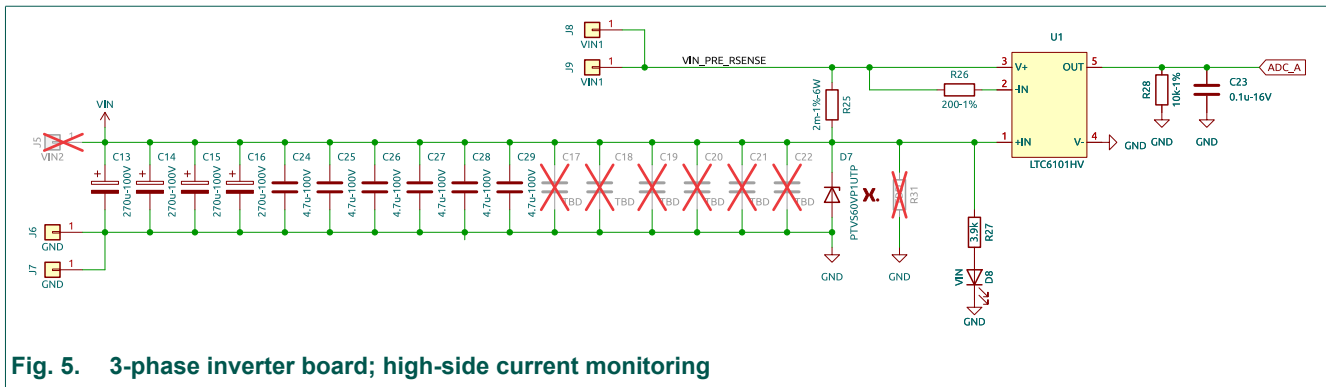 J8
1
VIN1
J9
1
VIN1
VIN_PRE_RSENSE
U1
3
V+
OUT
5
2
-IN
1
+IN
V-
4
GND
LTC6101HV
R26
200-1%
ADC_A
R28
10k-1%
GND
C23
0.1u-16V
GND
2m-1%-6W
R25
VIN
J5
1
VIN2
C13
270u-100V
C14
270u-100V
C15
270u-100V
C16
270u-100V
C24
4.7u-100V
C25
4.7u-100V
C26
4.7u-100V
C27
4.7u-100V
C28
4.7u-100V
C29
4.7u-100V
C17
TBD
C18
TBD
C19
TBD
C20
TBD
C21
TBD
C22
TBD
D7
PTVS60VP1UTP
X.
GND
R31
GND
3.9k
R27
VIN
D8
GND
J6
1
GND
J7
1
GND
Fig. 5. 3-phase inverter board; high-side current monitoring